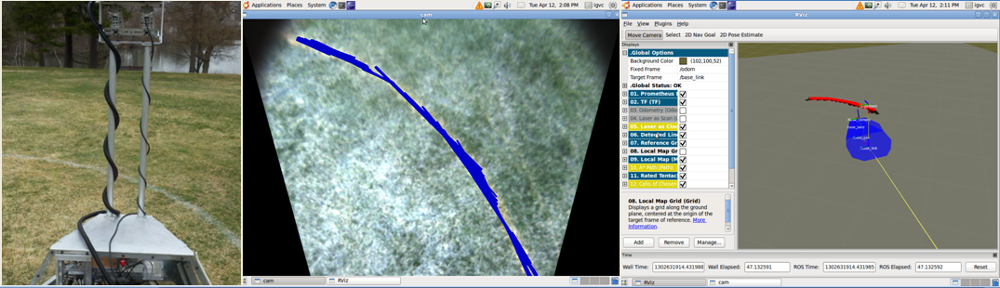 Applications Places System
Tue Apr 12, 2:08 PM
igvc
cam
cam
RViz
Applications Places System
Tue Apr 12, 2:11 PM
igvc
RViz
File View Plugins Help
Move Camera Select 2D Nav Goal 2D Pose Estimate
Displays
.Global Options
Background Color (102,100,52)
Fixed Frame /odom
Target Frame /base_link
.Global Status: OK
01. Prometheus
02. TF (TF)
03. Odometry (Odo
04. Laser as Scan (
05. Laser as Clou
06. Detected Lin
07. Reference Gr
08. Local Map Gr
09. Local Map (M
11. Rated Tentac
12. Cells of Chosen
08. Local Map Grid (Grid)
Displays a grid along the ground
plane, centered at the origin of the
target frame of reference. More
Information.
Add Remove Manage...
Time
Wall Time: 1302631914.431988 Wall Elapsed: 47.132591 ROS Time: 1302631914.431985 ROS Elapsed: 47.132592 Reset
RViz
cam